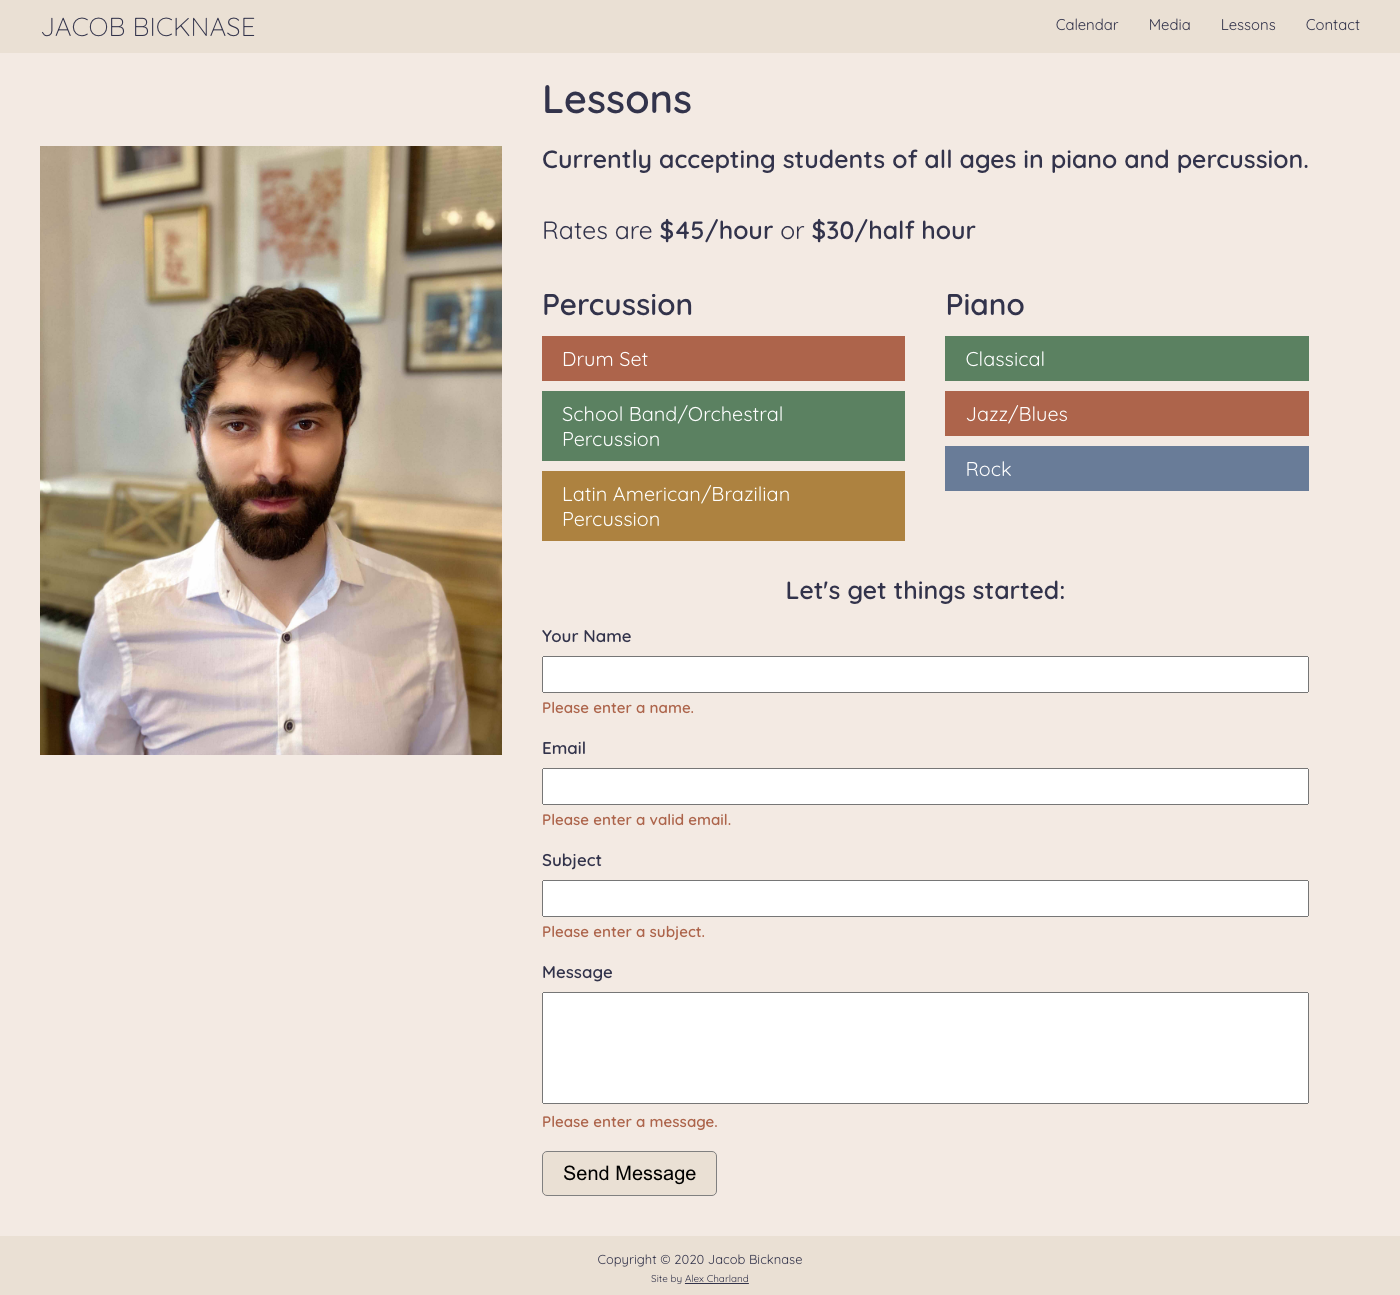 JACOB BICKNASE
Calendar Media Lessons Contact
Lessons
Currently accepting students of all ages in piano and percussion.
Rates are $45/hour or $30/half hour
Percussion
Drum Set
School Band/Orchestral
Percussion
Latin American/Brazilian
Percussion
Piano
Classical
Jazz/Blues
Rock
Let's get things started:
Your Name
Please enter a name.
Email
Please enter a valid email.
Subject
Please enter a subject.
Message
Please enter a message.
Send Message
Copyright © 2020 Jacob Bicknase
Site by Alex Charland